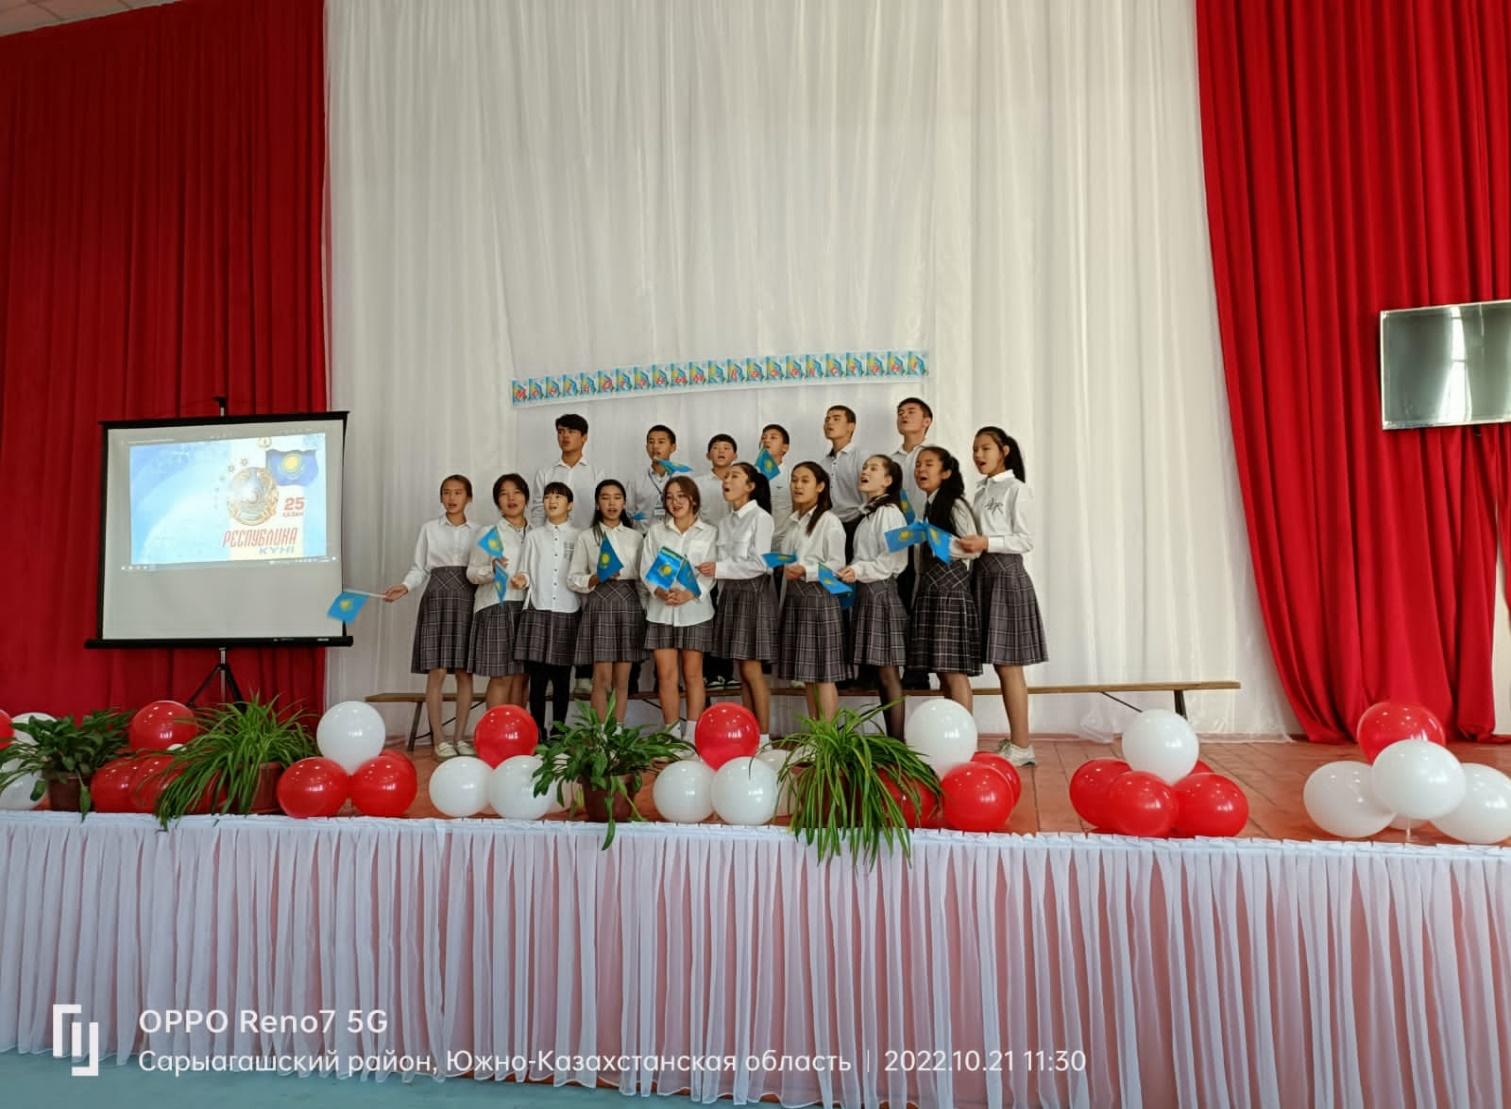 25
ҚАЗАН
РЕСПУБЛИКА
КҮНІ
OPPO Reno7 5G
Сарыагашский район, Южно-Казахстанская область | 2022.10.21 11:30